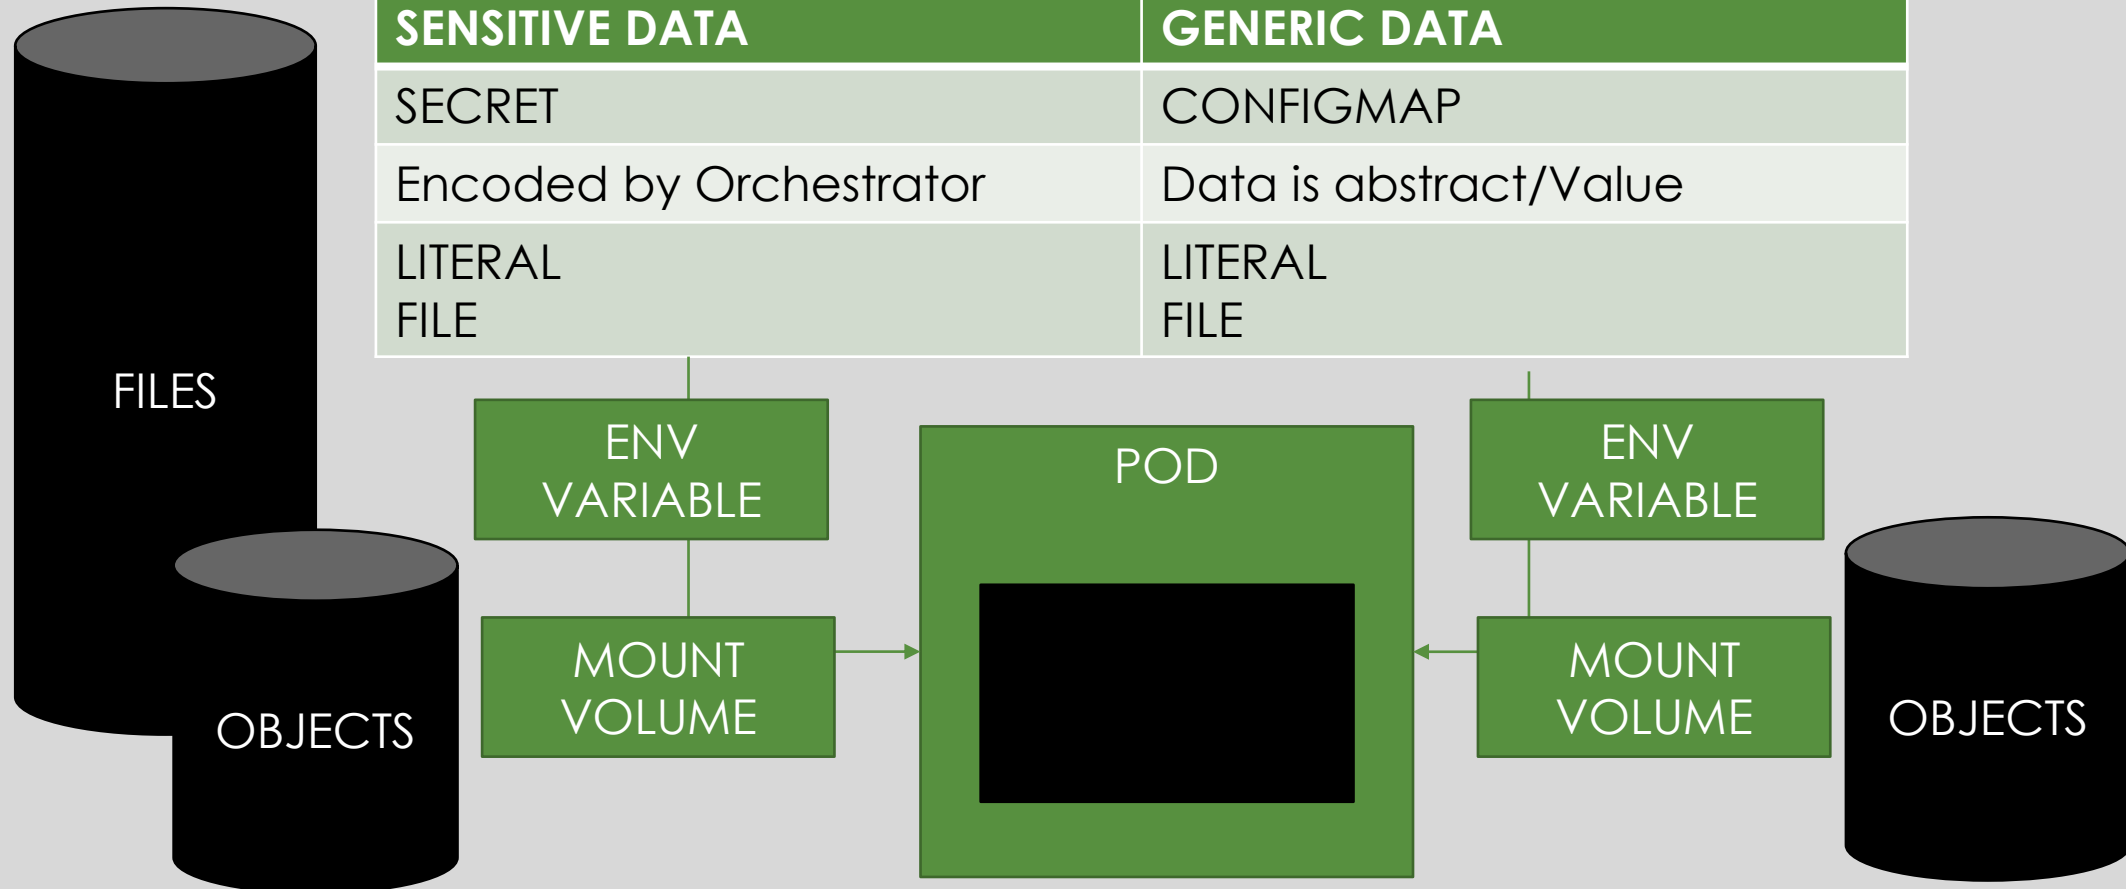 SENSITIVE DATA
GENERIC DATA
SECRET
CONFIGMAP
Encoded by Orchestrator
Data is abstract/Value
LITERAL
FILE
LITERAL
FILE
FILES
OBJECTS
ENV
VARIABLE
MOUNT
VOLUME
POD
ENV
VARIABLE
MOUNT
VOLUME
OBJECTS